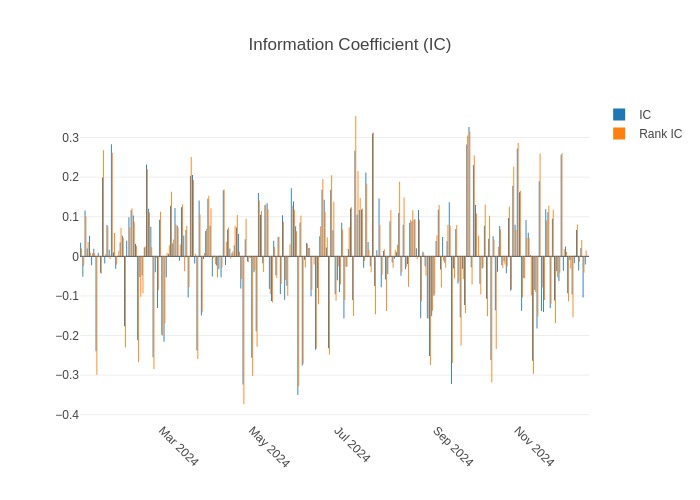 Information Coefficient (IC)
IC
Rank IC
0.3
0.2
0.1
0
−0.1
−0.2
−0.3
−0.4
Mar 2024
May 2024
Jul 2024
Sep 2024
Nov 2024